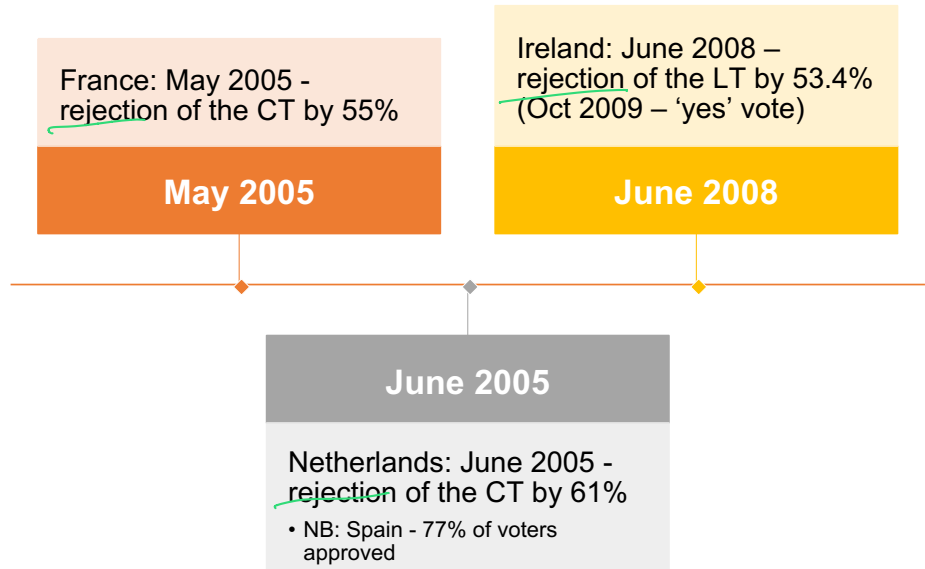 France: May 2005 -
rejection of the CT by 55%
May 2005
June 2005
Netherlands: June 2005 -
rejection of the CT by 61%
• NB: Spain - 77% of voters
approved
Ireland: June 2008 –
rejection of the LT by 53.4%
(Oct 2009 – ‘yes’ vote)
June 2008